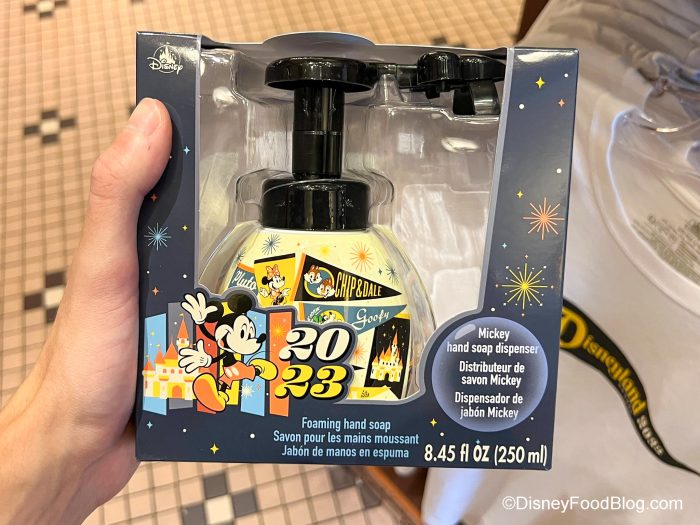 Disney
Pluto
CHIP & DALE
Goofy
20
23
Mickey
hand soap dispenser
Distributeur de
savon Mickey
Dispensador de
jabón Mickey
Foaming hand soap
Savon pour les mains moussant
Jabón de manos en espuma
8.45 fl oz (250 ml)
Disneyland 2023
©DisneyFoodBlog.com